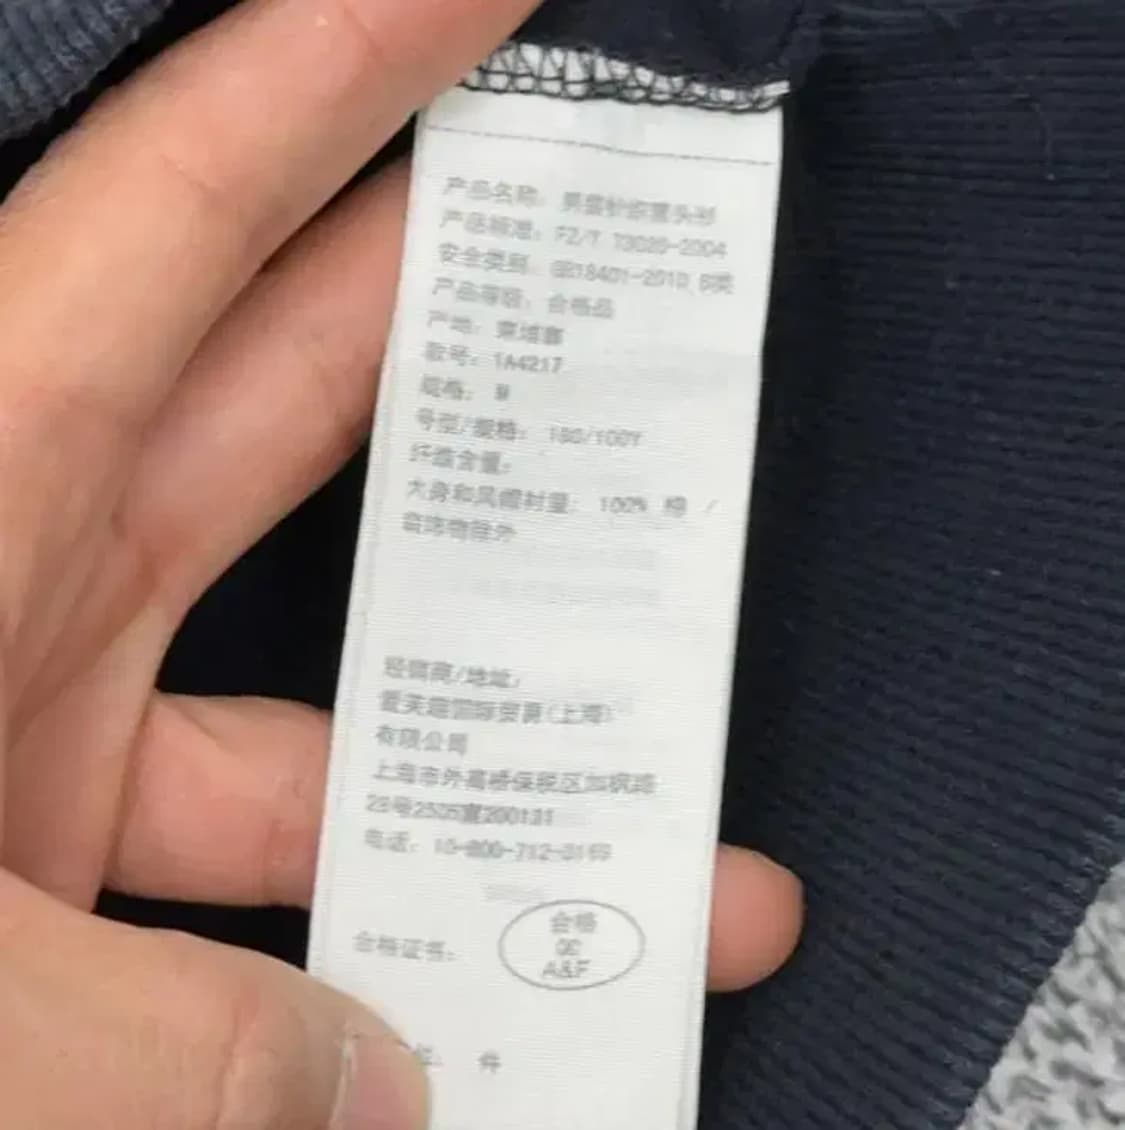 产品名称：男装针织套头衫
产品标准：FZ/T 73020-2004
安全类别：GB18401-2010 B类
产品等级：合格品
产地：柬埔寨
款号：1A4217
规格：M
号型/规格：180/100Y
纤维含量：
大身和风帽衬里：100% 棉 /
装饰物除外
经销商/地址：
爱芙趣国际贸易(上海)
有限公司
上海市外高桥保税区加枫路
28号2505室200131
电话：10-800-712-3169
合格证书：
合格
QC
A&F
件